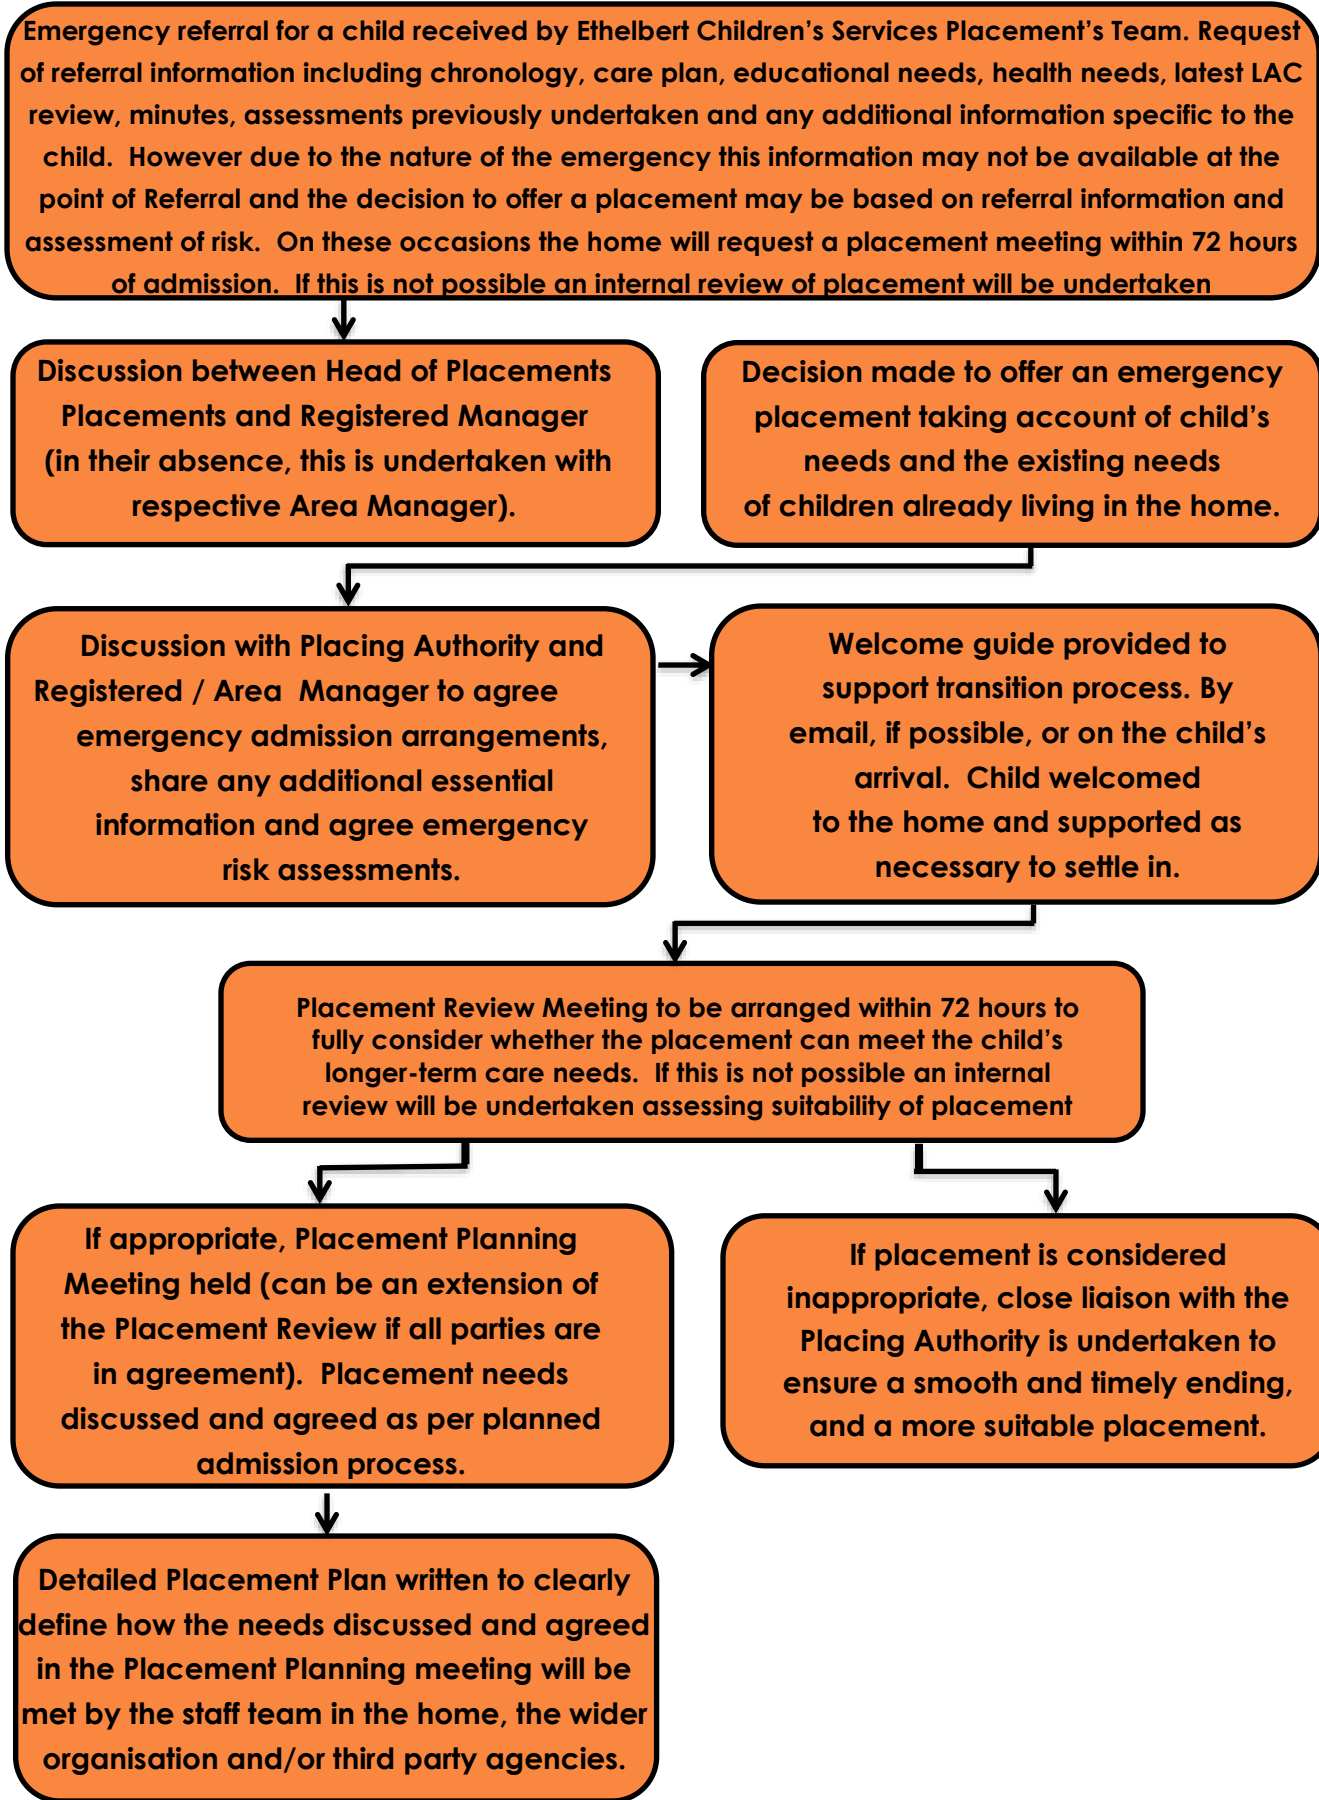 Emergency referral for a child received by Ethelbert Children's Services Placement's Team. Request
of referral information including chronology, care plan, educational needs, health needs, latest LAC
review, minutes, assessments previously undertaken and any additional information specific to the
child. However due to the nature of the emergency this information may not be available at the
point of Referral and the decision to offer a placement may be based on referral information and
assessment of risk. On these occasions the home will request a placement meeting within 72 hours
of admission. If this is not possible an internal review of placement will be undertaken
Discussion between Head of Placements
Placements and Registered Manager
(in their absence, this is undertaken with
respective Area Manager).
Decision made to offer an emergency
placement taking account of child's
needs and the existing needs
of children already living in the home.
Discussion with Placing Authority and
Registered / Area Manager to agree
emergency admission arrangements,
share any additional essential
information and agree emergency
risk assessments.
Welcome guide provided to
support transition process. By
email, if possible, or on the child's
arrival. Child welcomed
to the home and supported as
necessary to settle in.
Placement Review Meeting to be arranged within 72 hours to
fully consider whether the placement can meet the child's
longer-term care needs. If this is not possible an internal
review will be undertaken assessing suitability of placement
If appropriate, Placement Planning
Meeting held (can be an extension of
the Placement Review if all parties are
in agreement). Placement needs
discussed and agreed as per planned
admission process.
If placement is considered
inappropriate, close liaison with the
Placing Authority is undertaken to
ensure a smooth and timely ending,
and a more suitable placement.
Detailed Placement Plan written to clearly
define how the needs discussed and agreed
in the Placement Planning meeting will be
met by the staff team in the home, the wider
organisation and/or third party agencies.